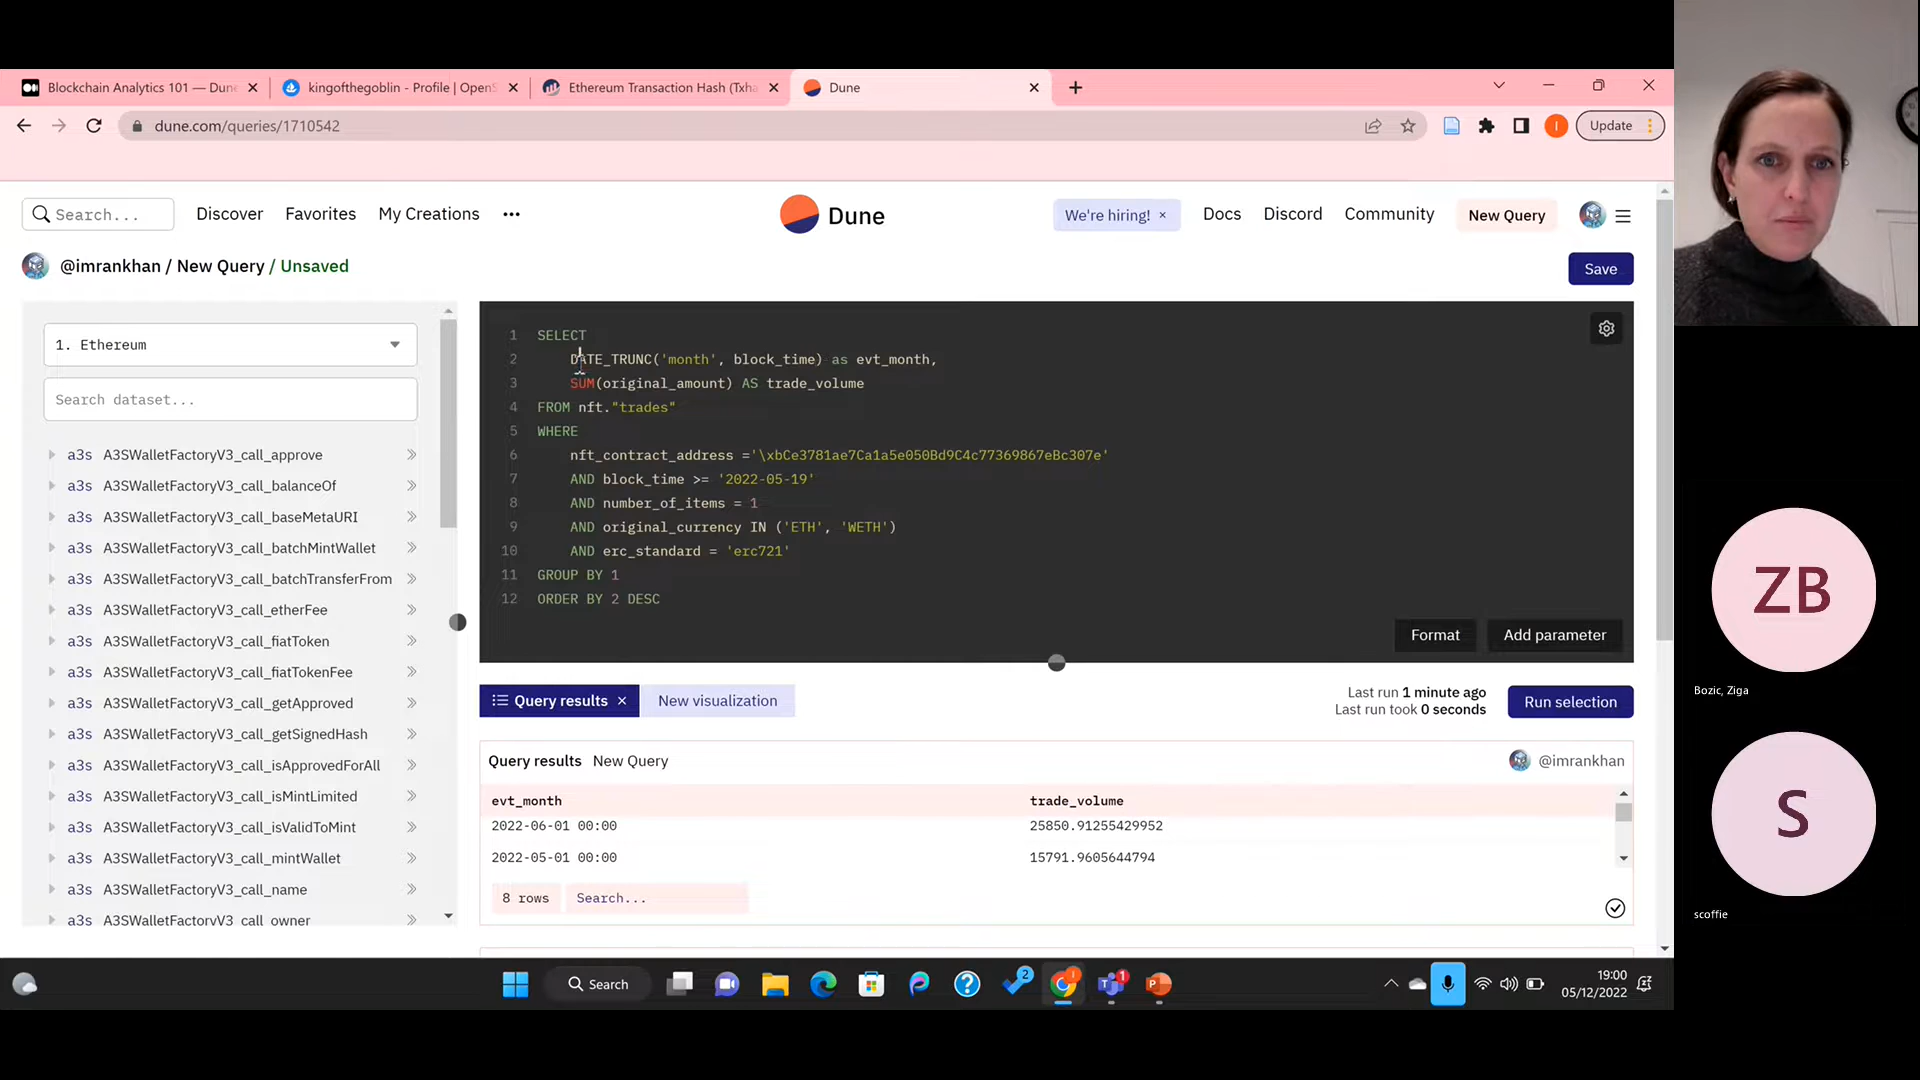 Blockchain Analytics 101 — Dune
kingofthegoblin - Profile | OpenS
Ethereum Transaction Hash (Txha
Dune
dune.com/queries/1710542
I
Update
Search...
Discover
Favorites
My Creations
Dune
We're hiring! ×
Docs
Discord
Community
New Query
@imrankhan / New Query / Unsaved
Save
1. Ethereum
Search dataset...
a3s A3SWalletFactoryV3_call_approve
a3s A3SWalletFactoryV3_call_balanceOf
a3s A3SWalletFactoryV3_call_baseMetaURI
a3s A3SWalletFactoryV3_call_batchMintWallet
a3s A3SWalletFactoryV3_call_batchTransferFrom
a3s A3SWalletFactoryV3_call_etherFee
a3s A3SWalletFactoryV3_call_fiatToken
a3s A3SWalletFactoryV3_call_fiatTokenFee
a3s A3SWalletFactoryV3_call_getApproved
a3s A3SWalletFactoryV3_call_getSignedHash
a3s A3SWalletFactoryV3_call_isApprovedForAll
a3s A3SWalletFactoryV3_call_isMintLimited
a3s A3SWalletFactoryV3_call_isValidToMint
a3s A3SWalletFactoryV3_call_mintWallet
a3s A3SWalletFactoryV3_call_name
a3s A3SWalletFactoryV3_call_owner
1 SELECT
2 DATE_TRUNC('month', block_time) as evt_month,
3 SUM(original_amount) AS trade_volume
4 FROM nft."trades"
5 WHERE
6 nft_contract_address ='\xbCe3781ae7Ca1a5e050Bd9C4c77369867eBc307e'
7 AND block_time >= '2022-05-19'
8 AND number_of_items = 1
9 AND original_currency IN ('ETH', 'WETH')
10 AND erc_standard = 'erc721'
11 GROUP BY 1
12 ORDER BY 2 DESC
Format
Add parameter
Query results ×
New visualization
Last run 1 minute ago
Last run took 0 seconds
Run selection
Query results New Query
@imrankhan
evt_month trade_volume
2022-06-01 00:00 25850.91255429952
2022-05-01 00:00 15791.9605644794
8 rows
Search...
Search
2
1
19:00
05/12/2022
ZB
Bozic, Ziga
S
scoffie